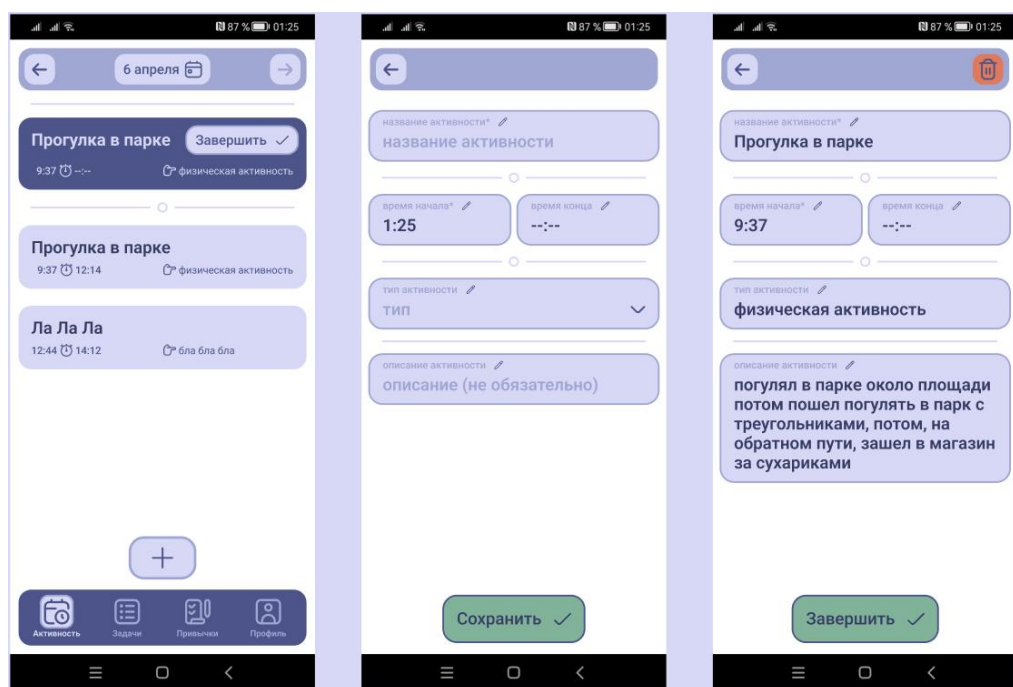 87 % 01:25
6 апреля
Прогулка в парке
Завершить
9:37 --:--
физическая активность
Прогулка в парке
9:37 12:14
физическая активность
Ла Ла Ла
12:44 14:12
бла бла бла
Активность
Задачи
Привычки
Профиль
87 % 01:25
название активности*
название активности
время начала*
1:25
время конца
--:--
тип активности
тип
описание активности
описание (не обязательно)
Сохранить
87 % 01:25
название активности*
Прогулка в парке
время начала*
9:37
время конца
--:--
тип активности
физическая активность
описание активности
погулял в парке около площади
потом пошел погулять в парк с
треугольниками, потом, на
обратном пути, зашел в магазин
за сухариками
Завершить